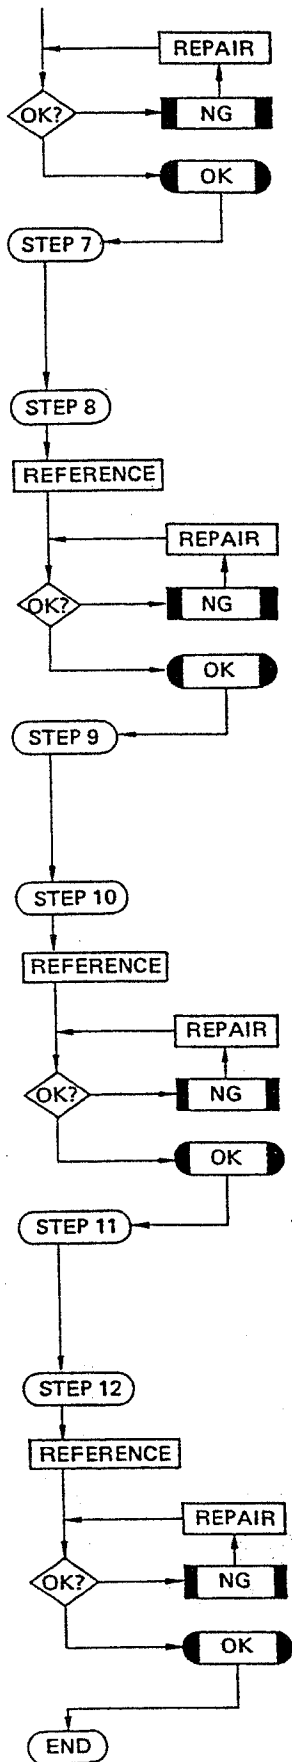 REPAIR
OK?
NG
OK
STEP 7
STEP 8
REFERENCE
REPAIR
OK?
NG
OK
STEP 9
STEP 10
REFERENCE
REPAIR
OK?
NG
OK
STEP 11
STEP 12
REFERENCE
REPAIR
OK?
NG
OK
END